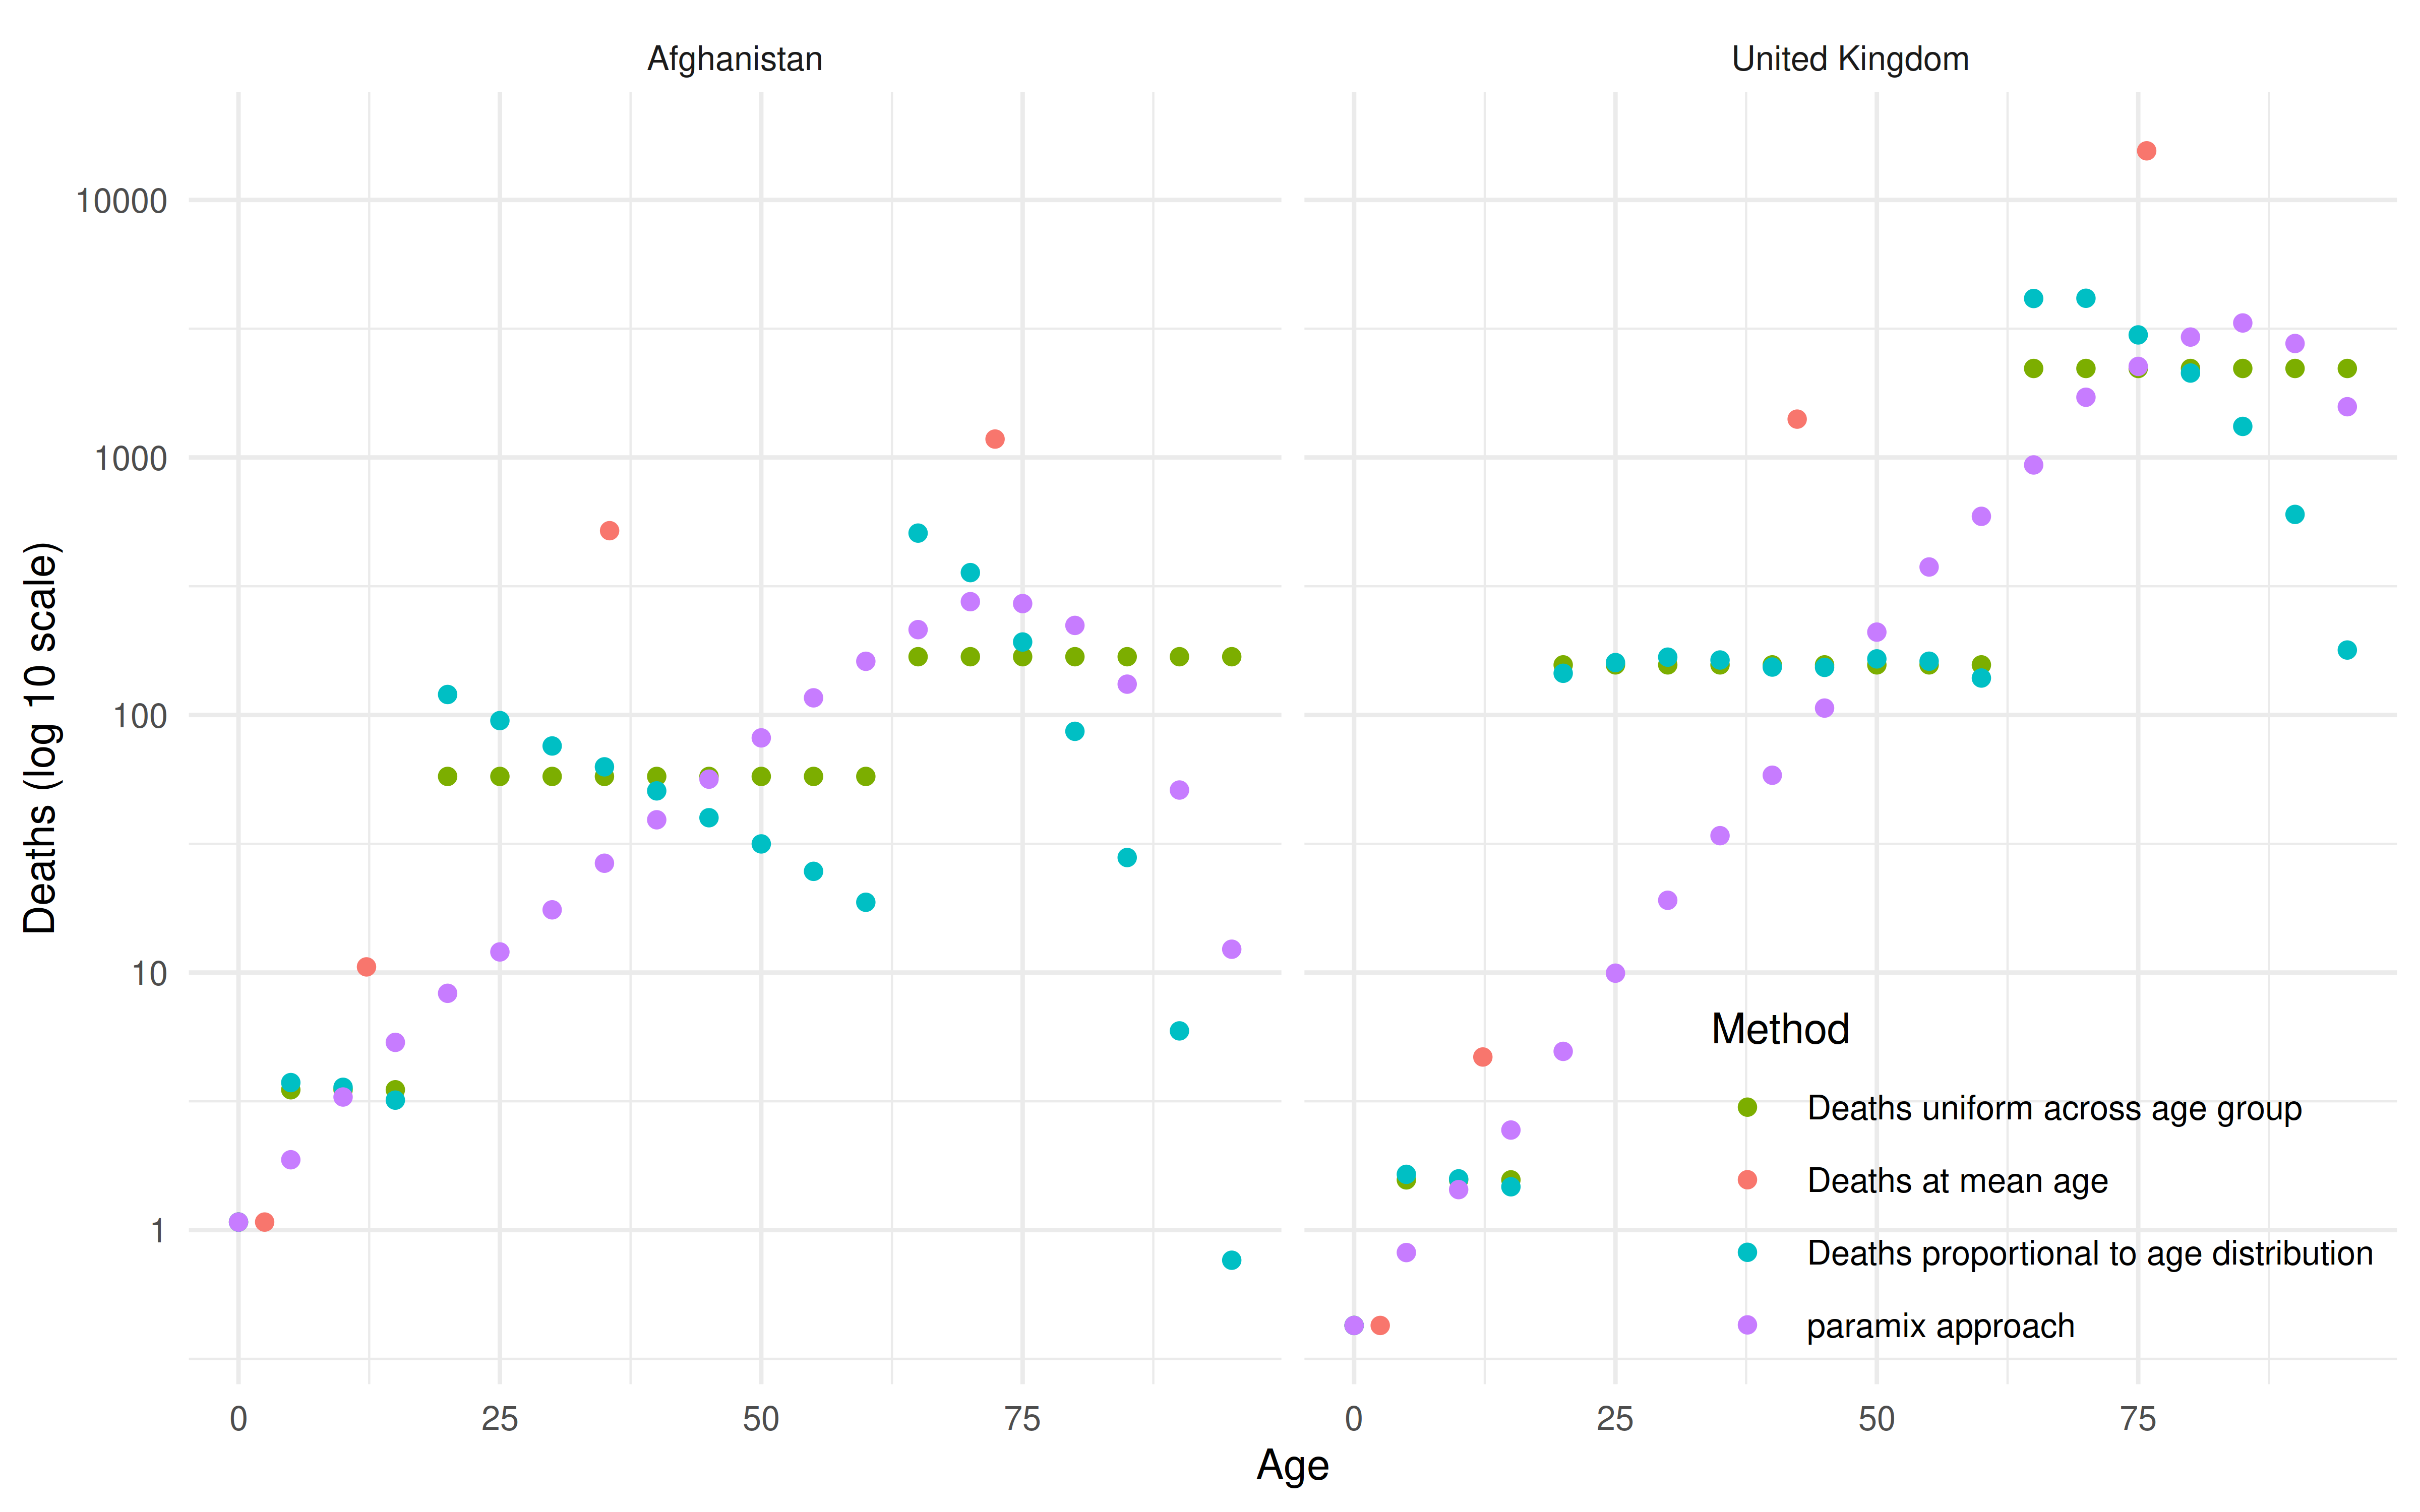 Afghanistan
United Kingdom
Deaths (log 10 scale)
10000
1000
100
10
1
Method
Deaths uniform across age group
Deaths at mean age
Deaths proportional to age distribution
paramix approach
0 25 50 75
0 25 50 75
Age